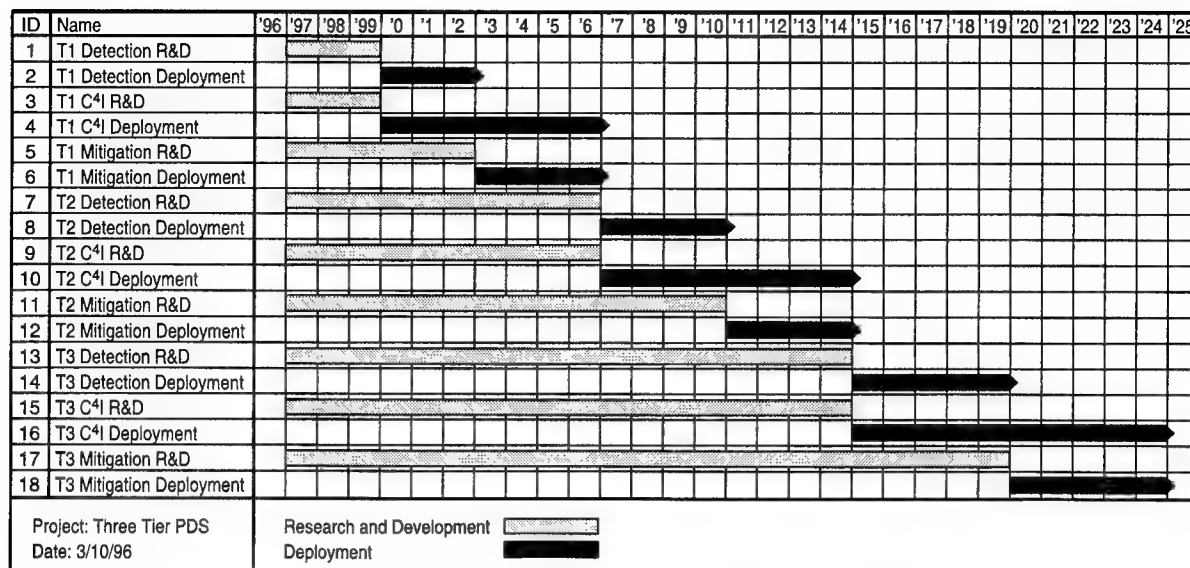 ID Name '96 '97 '98 '99 '0 '1 '2 '3 '4 '5 '6 '7 '8 '9 '10 '11 '12 '13 '14 '15 '16 '17 '18 '19 '20 '21 '22 '23 '24 '25
1 T1 Detection R&D
2 T1 Detection Deployment
3 T1 C⁴I R&D
4 T1 C⁴I Deployment
5 T1 Mitigation R&D
6 T1 Mitigation Deployment
7 T2 Detection R&D
8 T2 Detection Deployment
9 T2 C⁴I R&D
10 T2 C⁴I Deployment
11 T2 Mitigation R&D
12 T2 Mitigation Deployment
13 T3 Detection R&D
14 T3 Detection Deployment
15 T3 C⁴I R&D
16 T3 C⁴I Deployment
17 T3 Mitigation R&D
18 T3 Mitigation Deployment
Project: Three Tier PDS Research and Development
Date: 3/10/96 Deployment